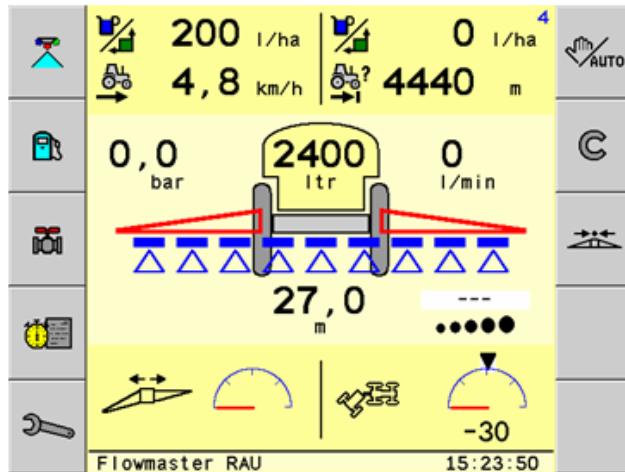 4
200 l/ha 0 l/ha
4,8 km/h ? 4440 m
AUTO
0,0 2400 0
bar ltr l/min
C
27,0
m
---
-30
Flowmaster RAU 15:23:50